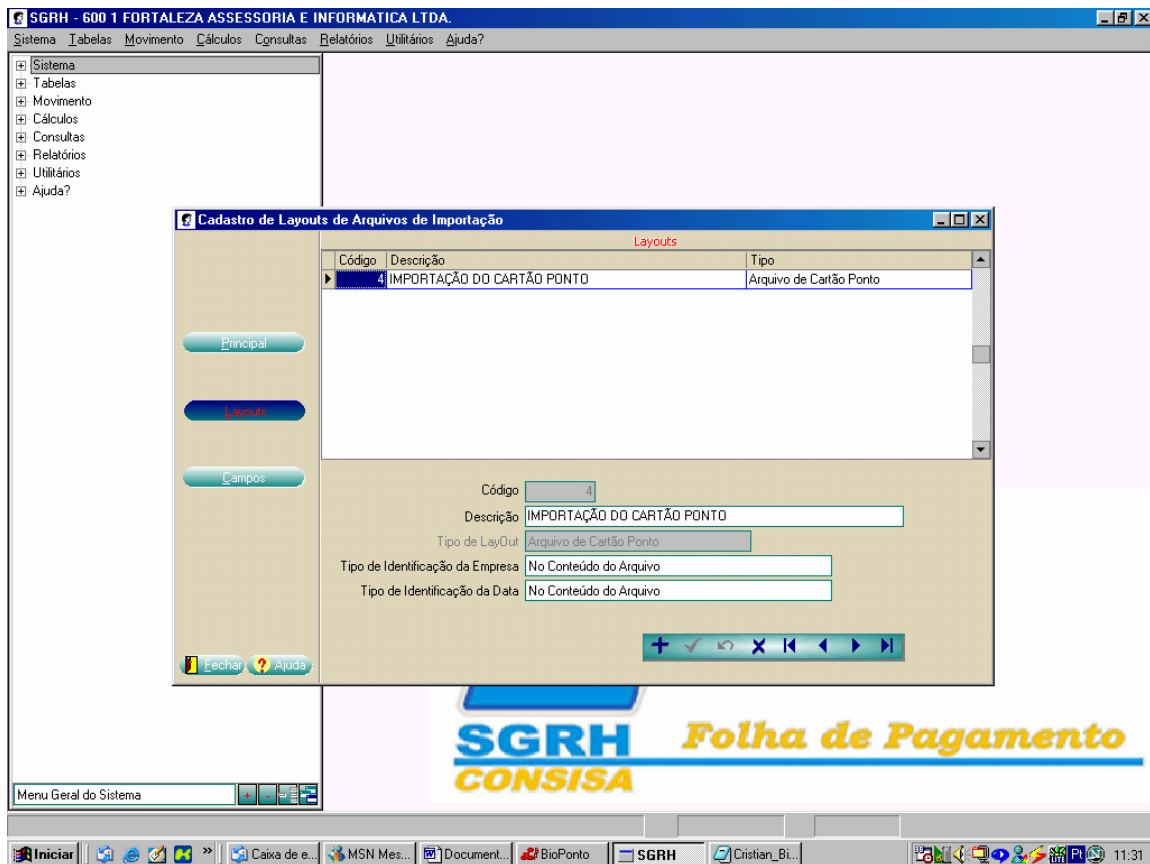 SGRH - 600 1 FORTALEZA ASSESSORIA E INFORMATICA LTDA.
Sistema Tabelas Movimento Cálculos Consultas Relatórios Utilitários Ajuda?
Sistema
Tabelas
Movimento
Cálculos
Consultas
Relatórios
Utilitários
Ajuda?
Cadastro de Layouts de Arquivos de Importação
Layouts
Código Descrição Tipo
4 IMPORTAÇÃO DO CARTÃO PONTO Arquivo de Cartão Ponto
Principal
Layouts
Campos
Código 4
Descrição IMPORTAÇÃO DO CARTÃO PONTO
Tipo de LayOut Arquivo de Cartão Ponto
Tipo de Identificação da Empresa No Conteúdo do Arquivo
Tipo de Identificação da Data No Conteúdo do Arquivo
Fechar Ajuda
SGRH Folha de Pagamento
CONSISA
Menu Geral do Sistema
Iniciar » Caixa de e... MSN Mes... Document... BioPonto SGRH Cristian_Bi... Pt 11:31